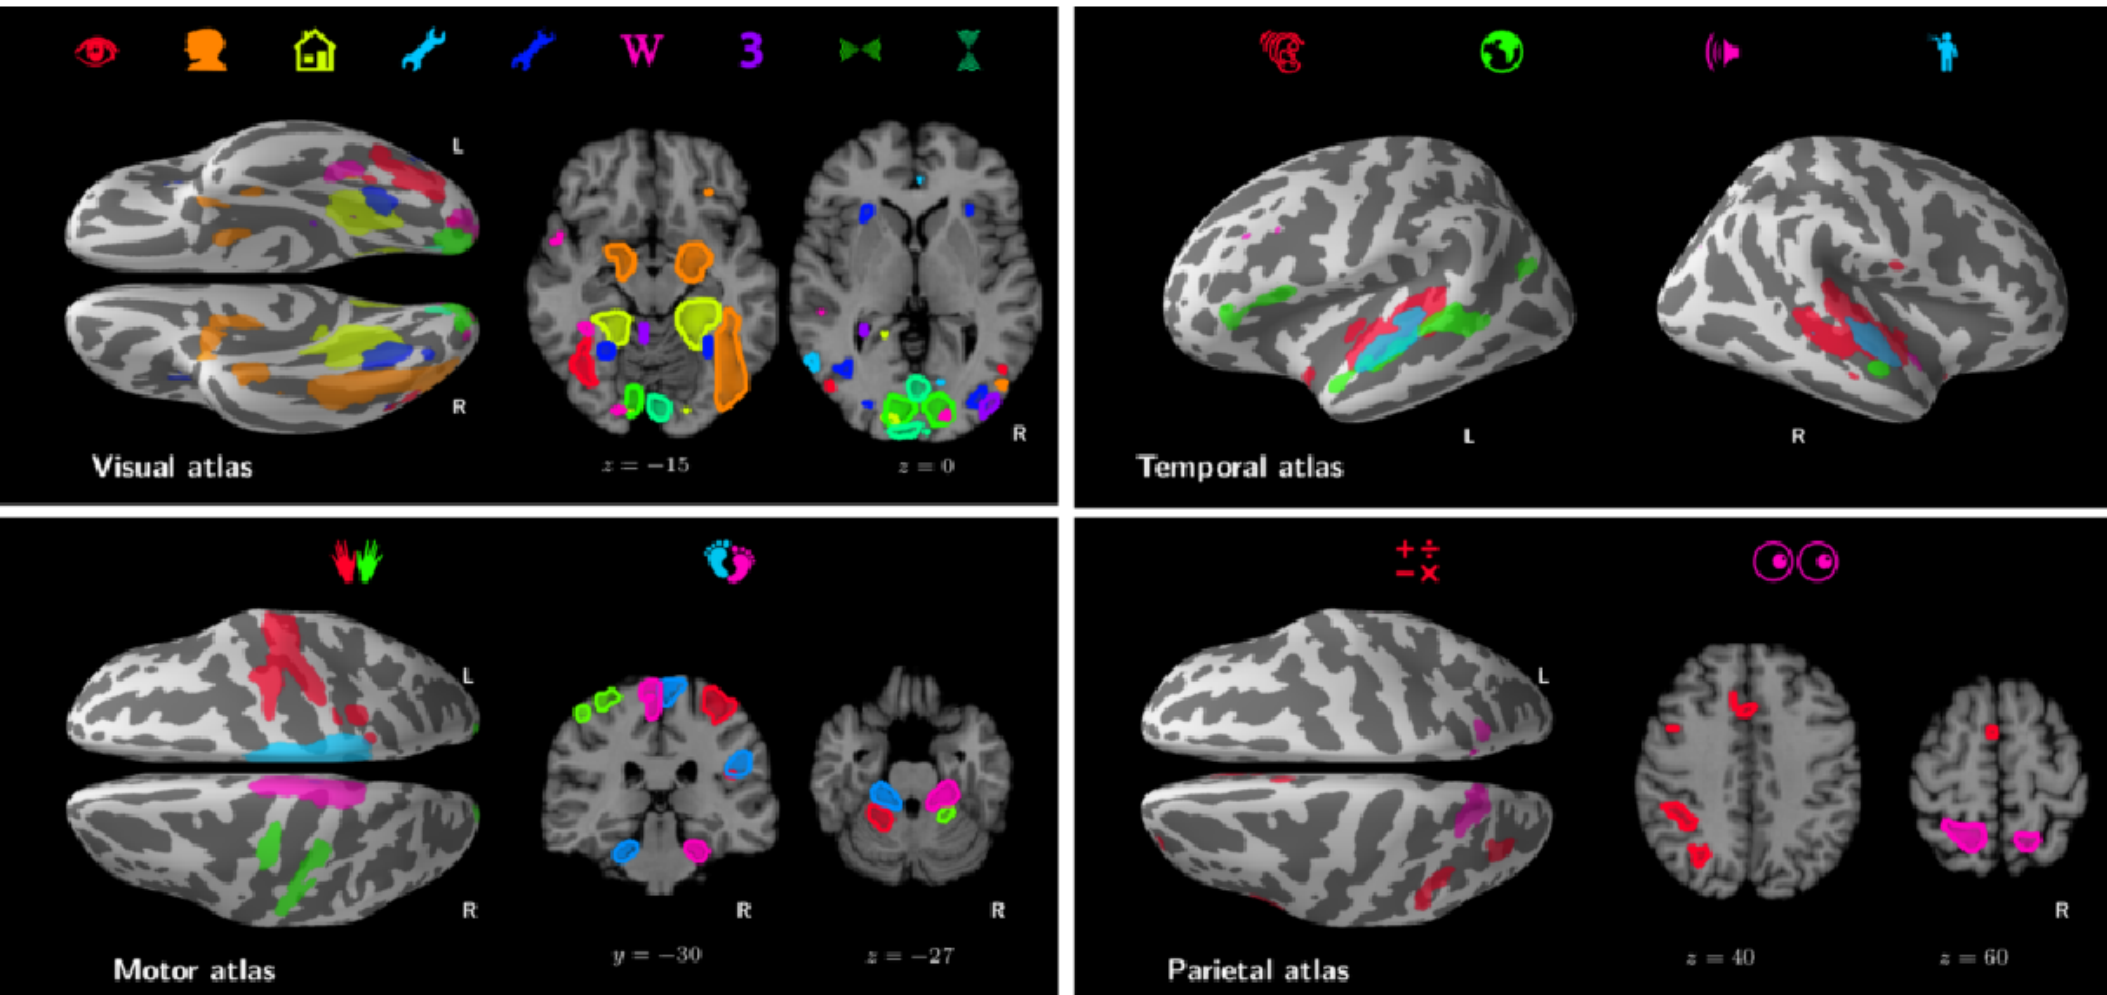 W 3
L
R
R
z = −15
z = 0
Visual atlas
L
R
Temporal atlas
L
R
R
R
y = −30
z = −27
Motor atlas
+ ÷
− ×
L
R
z = 40
z = 60
Parietal atlas